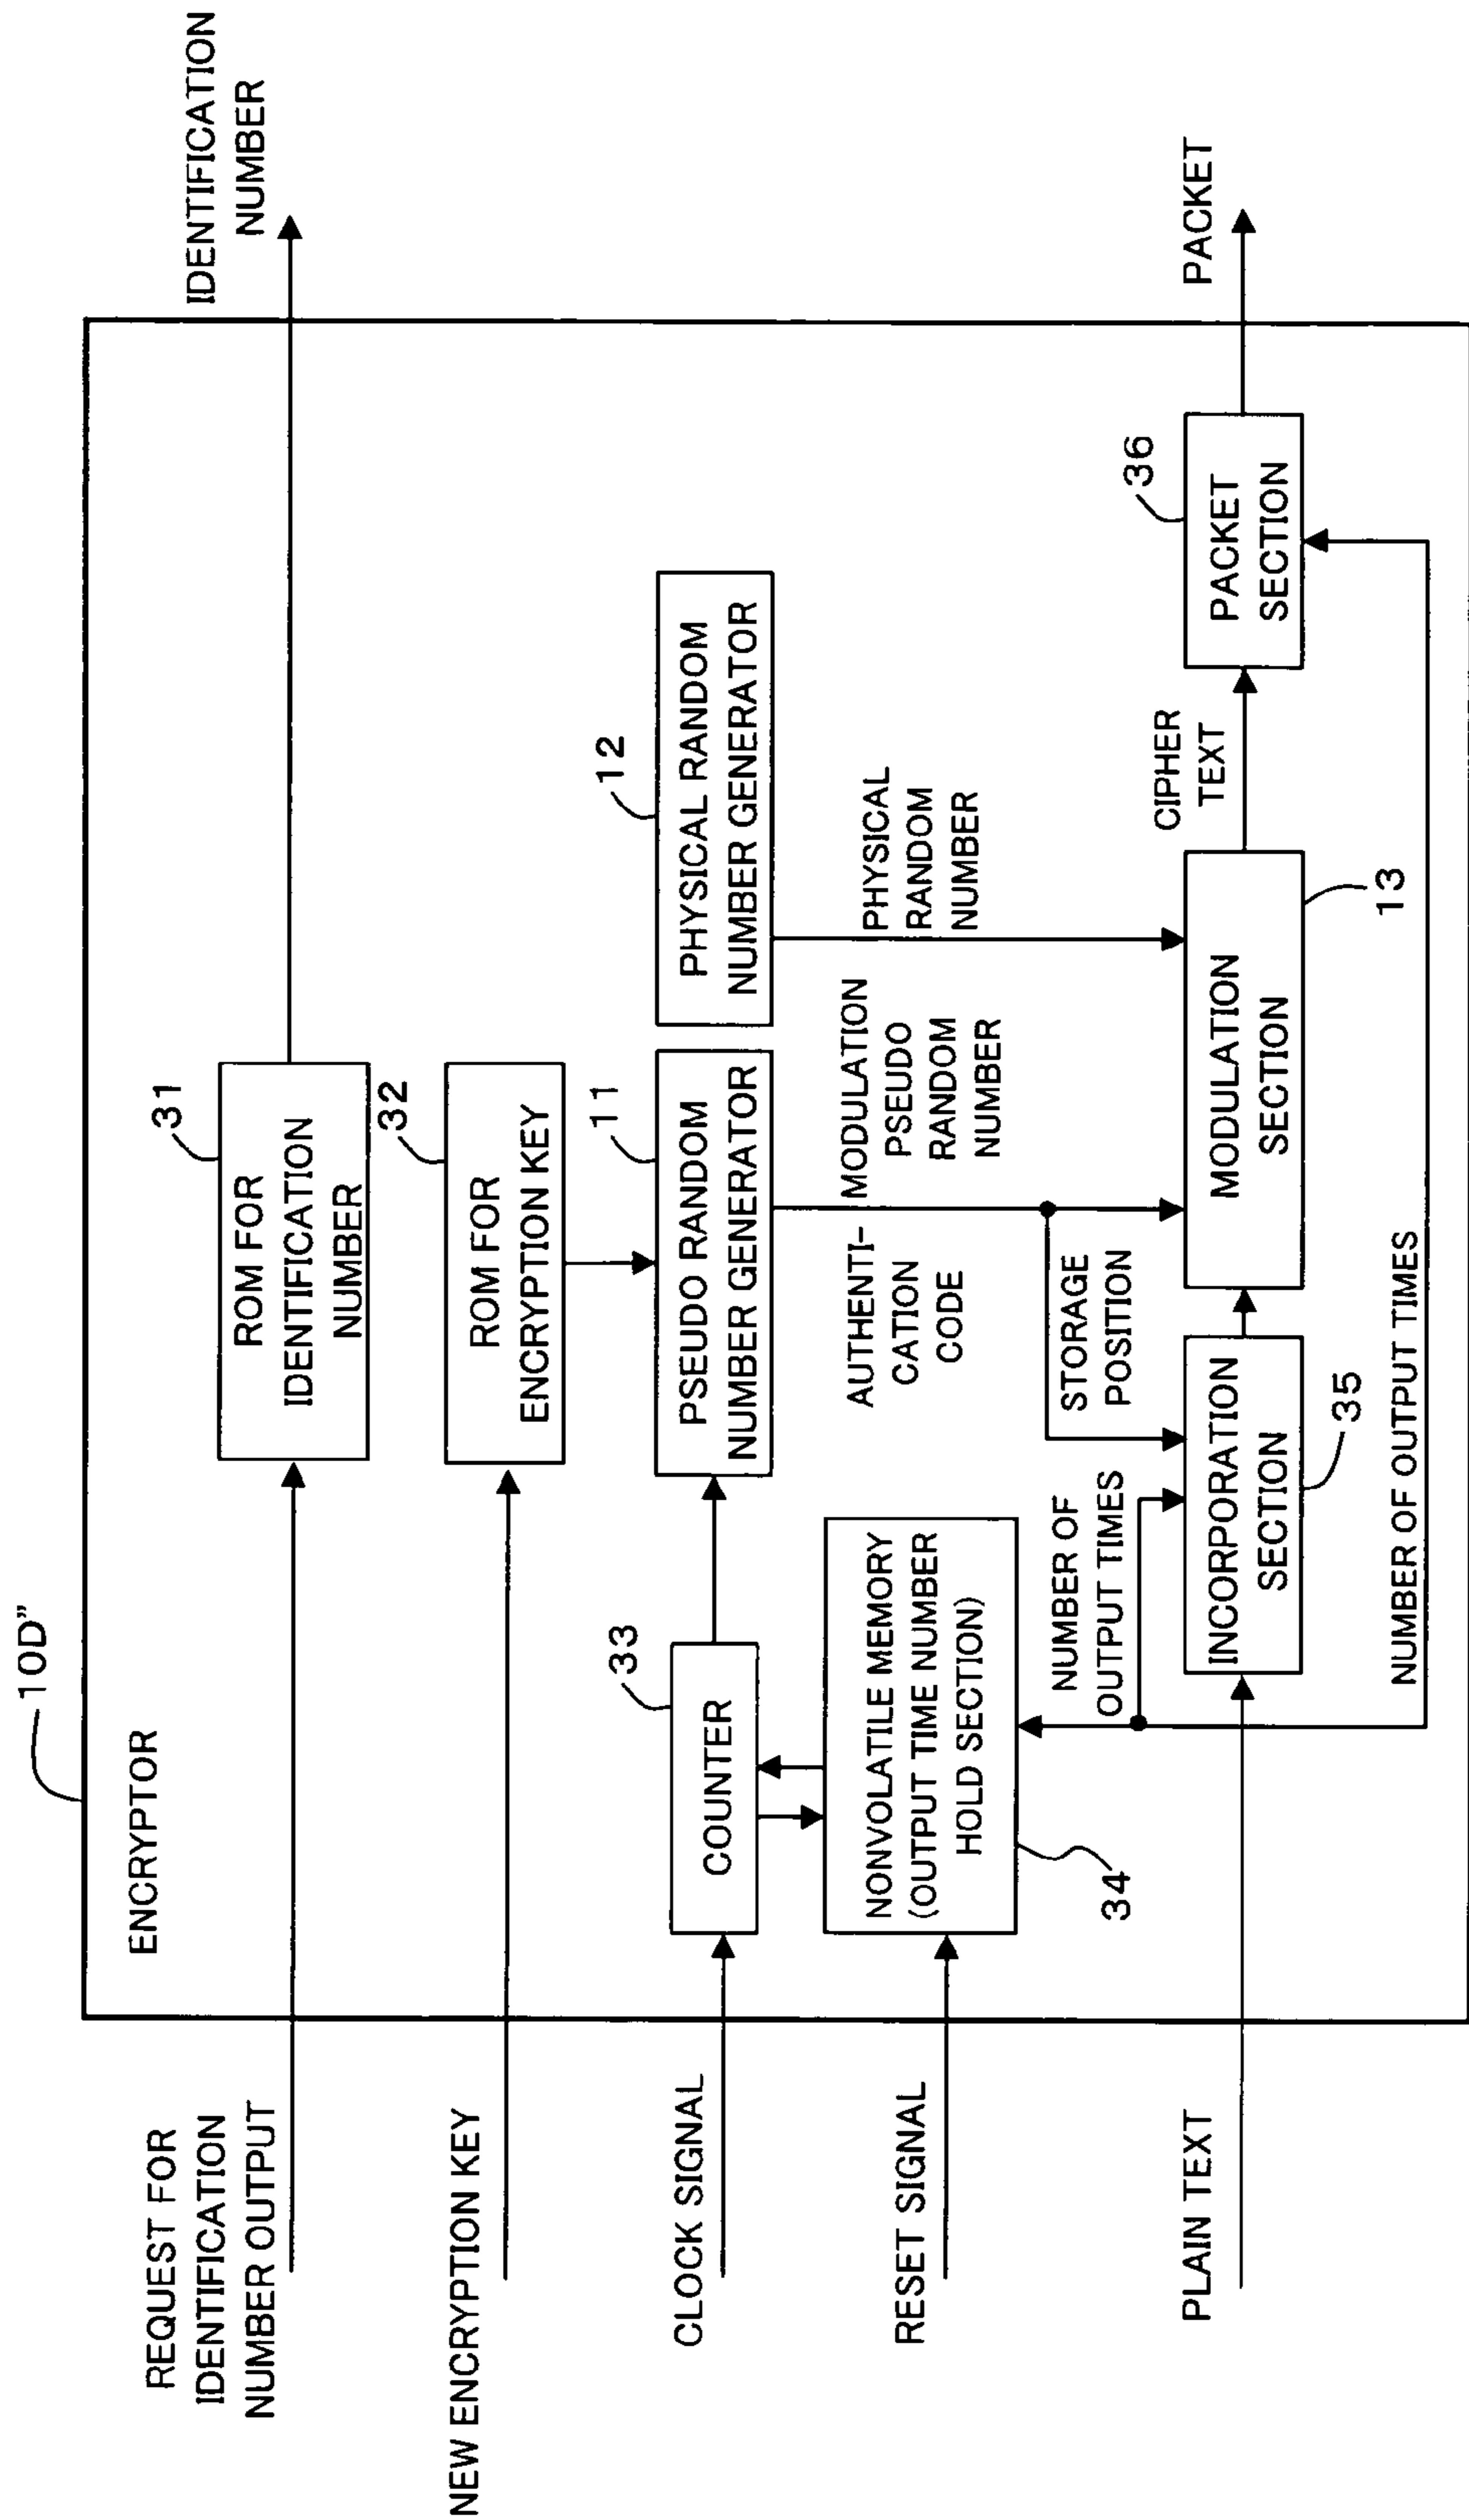 10D”
ENCRYPTOR
REQUEST FOR
IDENTIFICATION
NUMBER OUTPUT
31
ROM FOR
IDENTIFICATION
NUMBER
IDENTIFICATION
NUMBER
NEW ENCRYPTION KEY
32
ROM FOR
ENCRYPTION KEY
CLOCK SIGNAL
33
COUNTER
11
PSEUDO RANDOM
NUMBER GENERATOR
12
PHYSICAL RANDOM
NUMBER GENERATOR
RESET SIGNAL
NONVOLATILE MEMORY
(OUTPUT TIME NUMBER
HOLD SECTION)
34
AUTHENTI-
CATION
CODE
MODULATION
PSEUDO
RANDOM
NUMBER
PHYSICAL
RANDOM
NUMBER
NUMBER OF
OUTPUT TIMES
STORAGE
POSITION
PLAIN TEXT
INCORPORATION
SECTION
35
MODULATION
SECTION
13
CIPHER
TEXT
36
PACKET
SECTION
PACKET
NUMBER OF OUTPUT TIMES